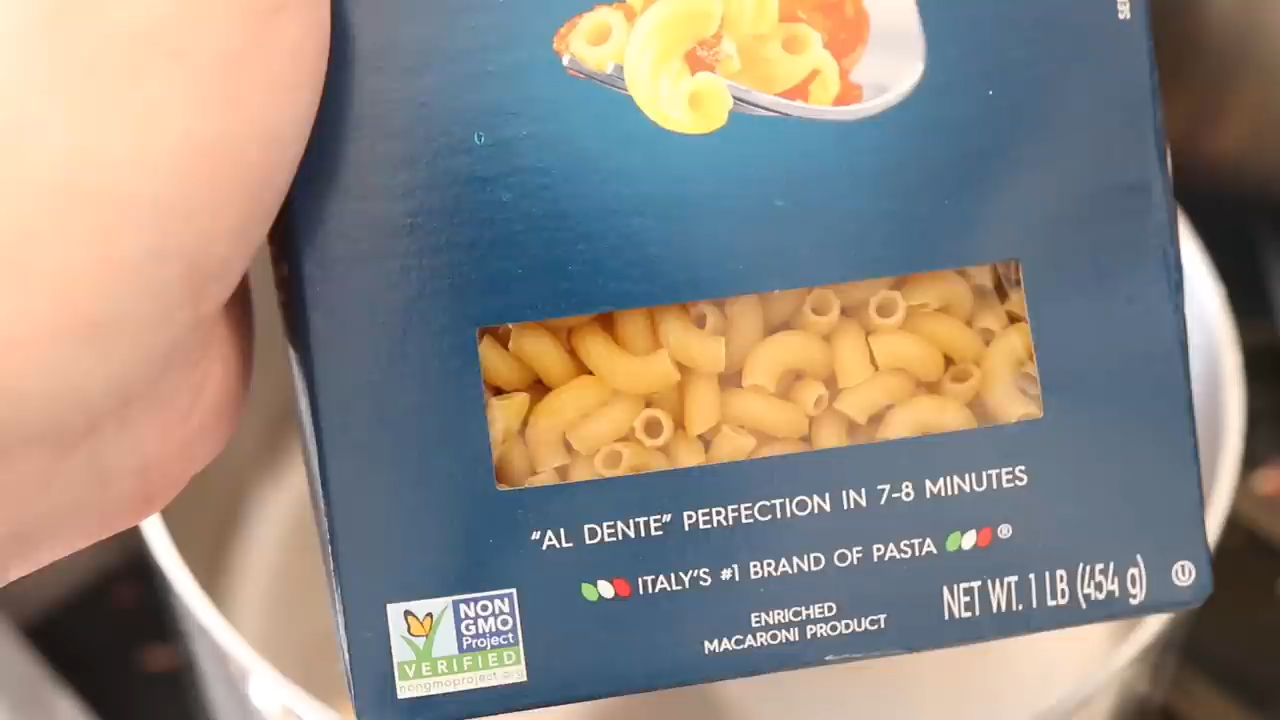 "AL DENTE" PERFECTION IN 7-8 MINUTES
ITALY'S #1 BRAND OF PASTA ®
ENRICHED
MACARONI PRODUCT
NET WT. 1 LB (454 g)
U
NON
GMO
Project
VERIFIED
nongmoproject.org